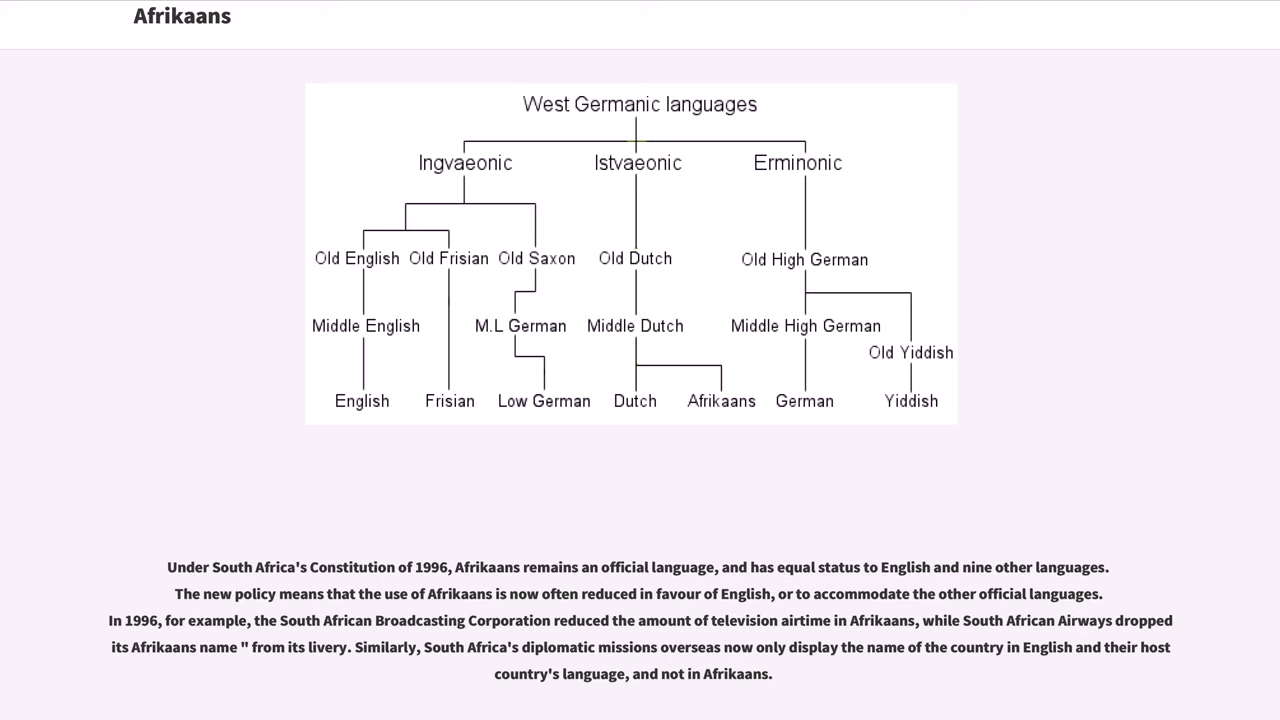 Afrikaans
West Germanic languages
Ingvaeonic Istvaeonic Erminonic
Old English Old Frisian Old Saxon Old Dutch Old High German
Middle English M.L German Middle Dutch Middle High German
Old Yiddish
English Frisian Low German Dutch Afrikaans German Yiddish
Under South Africa's Constitution of 1996, Afrikaans remains an official language, and has equal status to English and nine other languages.
The new policy means that the use of Afrikaans is now often reduced in favour of English, or to accommodate the other official languages.
In 1996, for example, the South African Broadcasting Corporation reduced the amount of television airtime in Afrikaans, while South African Airways dropped
its Afrikaans name " from its livery. Similarly, South Africa's diplomatic missions overseas now only display the name of the country in English and their host
country's language, and not in Afrikaans.